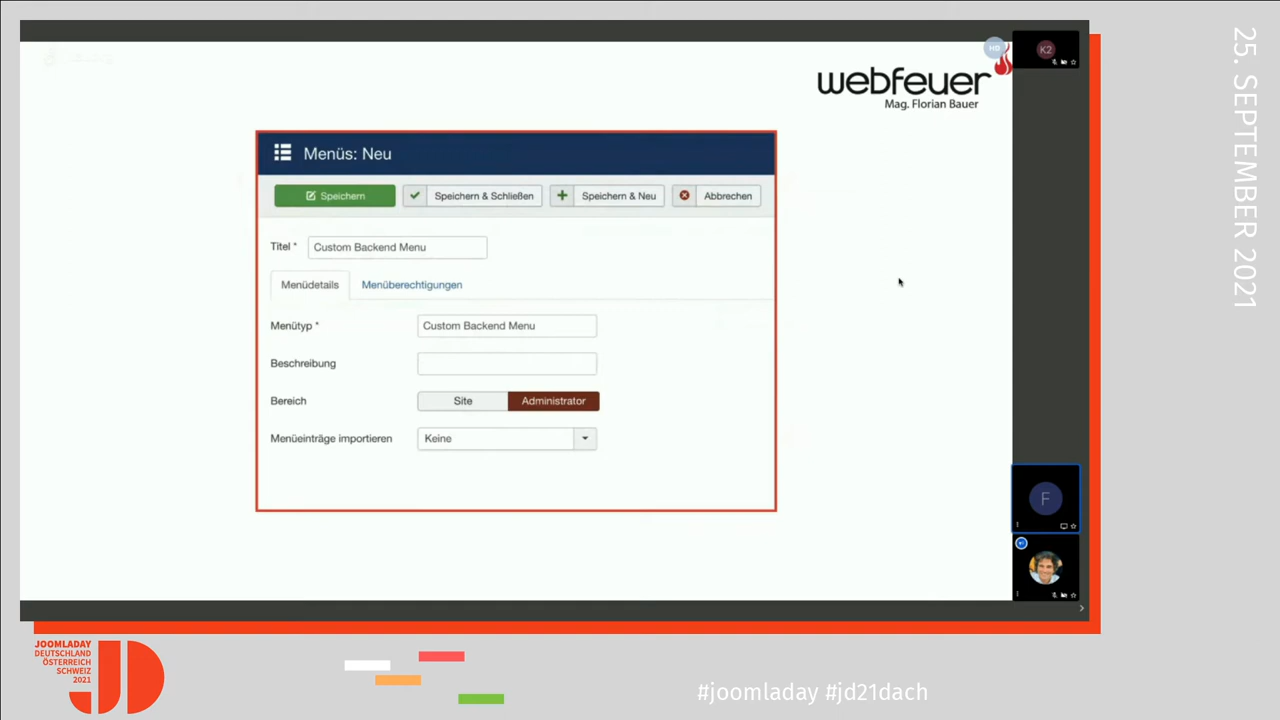 25. SEPTEMBER 2021
HD
K2
webfeuer
Mag. Florian Bauer
Menüs: Neu
Speichern
Speichern & Schließen
Speichern & Neu
Abbrechen
Titel *
Custom Backend Menu
Menüdetails
Menüberechtigungen
Menütyp *
Custom Backend Menu
Beschreibung
Bereich
Site
Administrator
Menüeinträge importieren
Keine
F
JOOMLADAY
DEUTSCHLAND
ÖSTERREICH
SCHWEIZ
2021
JD
#joomladay #jd21dach